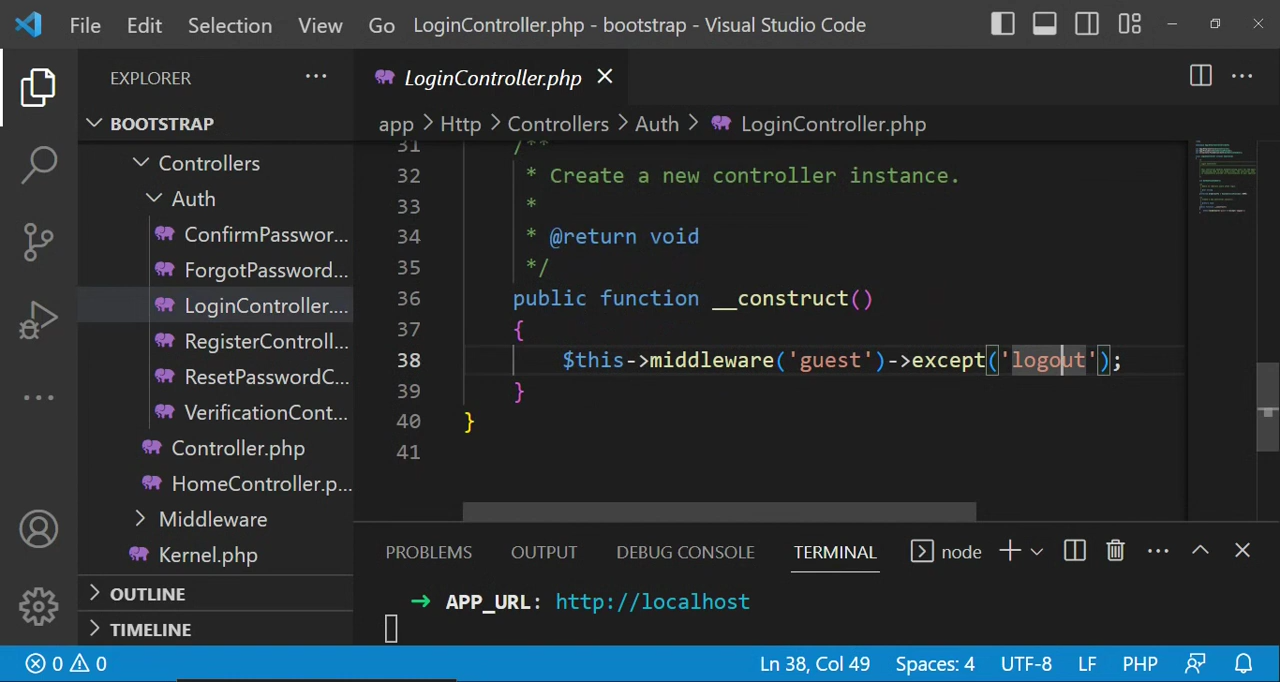 File Edit Selection View Go LoginController.php - bootstrap - Visual Studio Code
EXPLORER
BOOTSTRAP
Controllers
Auth
ConfirmPasswor...
ForgotPassword...
LoginController....
RegisterControll...
ResetPasswordC...
VerificationCont...
Controller.php
HomeController.p...
Middleware
Kernel.php
OUTLINE
TIMELINE
LoginController.php
app > Http > Controllers > Auth > LoginController.php
31 /**
32 * Create a new controller instance.
33 *
34 * @return void
35 */
36 public function __construct()
37 {
38 $this->middleware('guest')->except('logout');
39 }
40 }
41
PROBLEMS OUTPUT DEBUG CONSOLE TERMINAL node
➜ APP_URL: http://localhost
0 0 Ln 38, Col 49 Spaces: 4 UTF-8 LF PHP